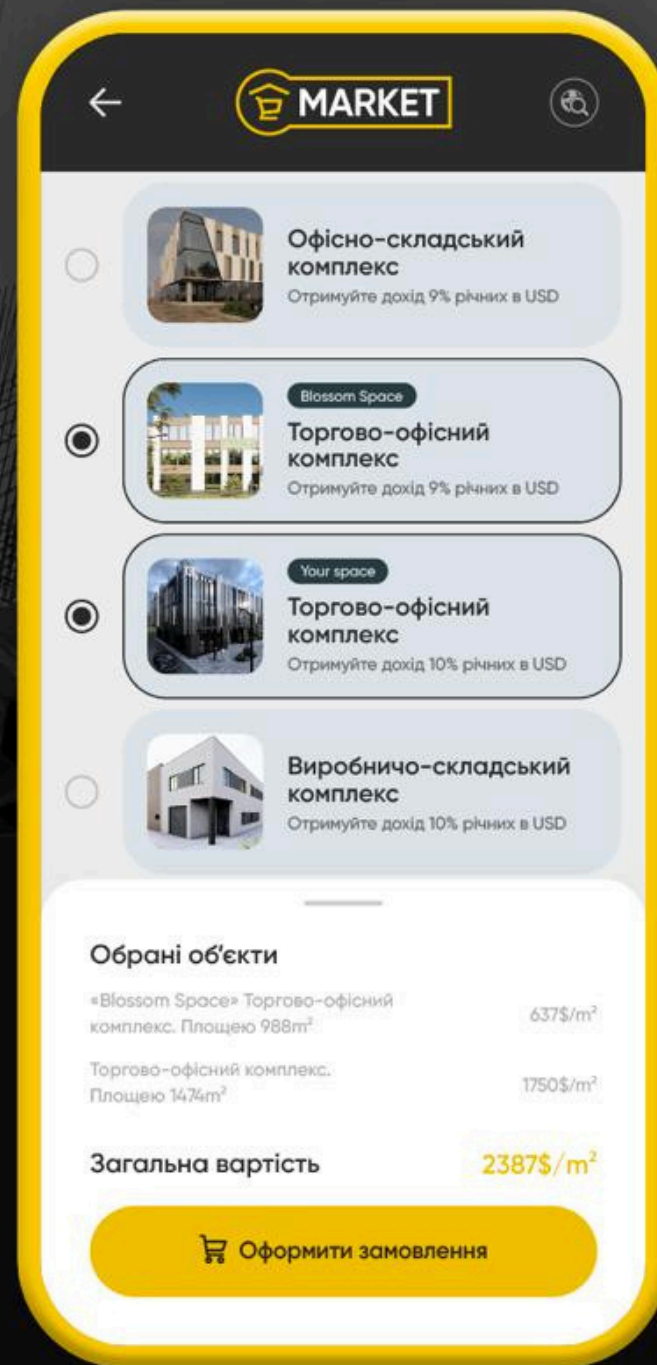 MARKET
Офісно-складський
комплекс
Отримуйте дохід 9% річних в USD
Blossom Space
Торгово-офісний
комплекс
Отримуйте дохід 9% річних в USD
Your space
Торгово-офісний
комплекс
Отримуйте дохід 10% річних в USD
Виробничо-складський
комплекс
Отримуйте дохід 10% річних в USD
Обрані об’єкти
«Blossom Space» Торгово-офісний
комплекс. Площею 988m² 637$/m²
Торгово-офісний комплекс.
Площею 1474m² 1750$/m²
Загальна вартість 2387$/m²
Оформити замовлення